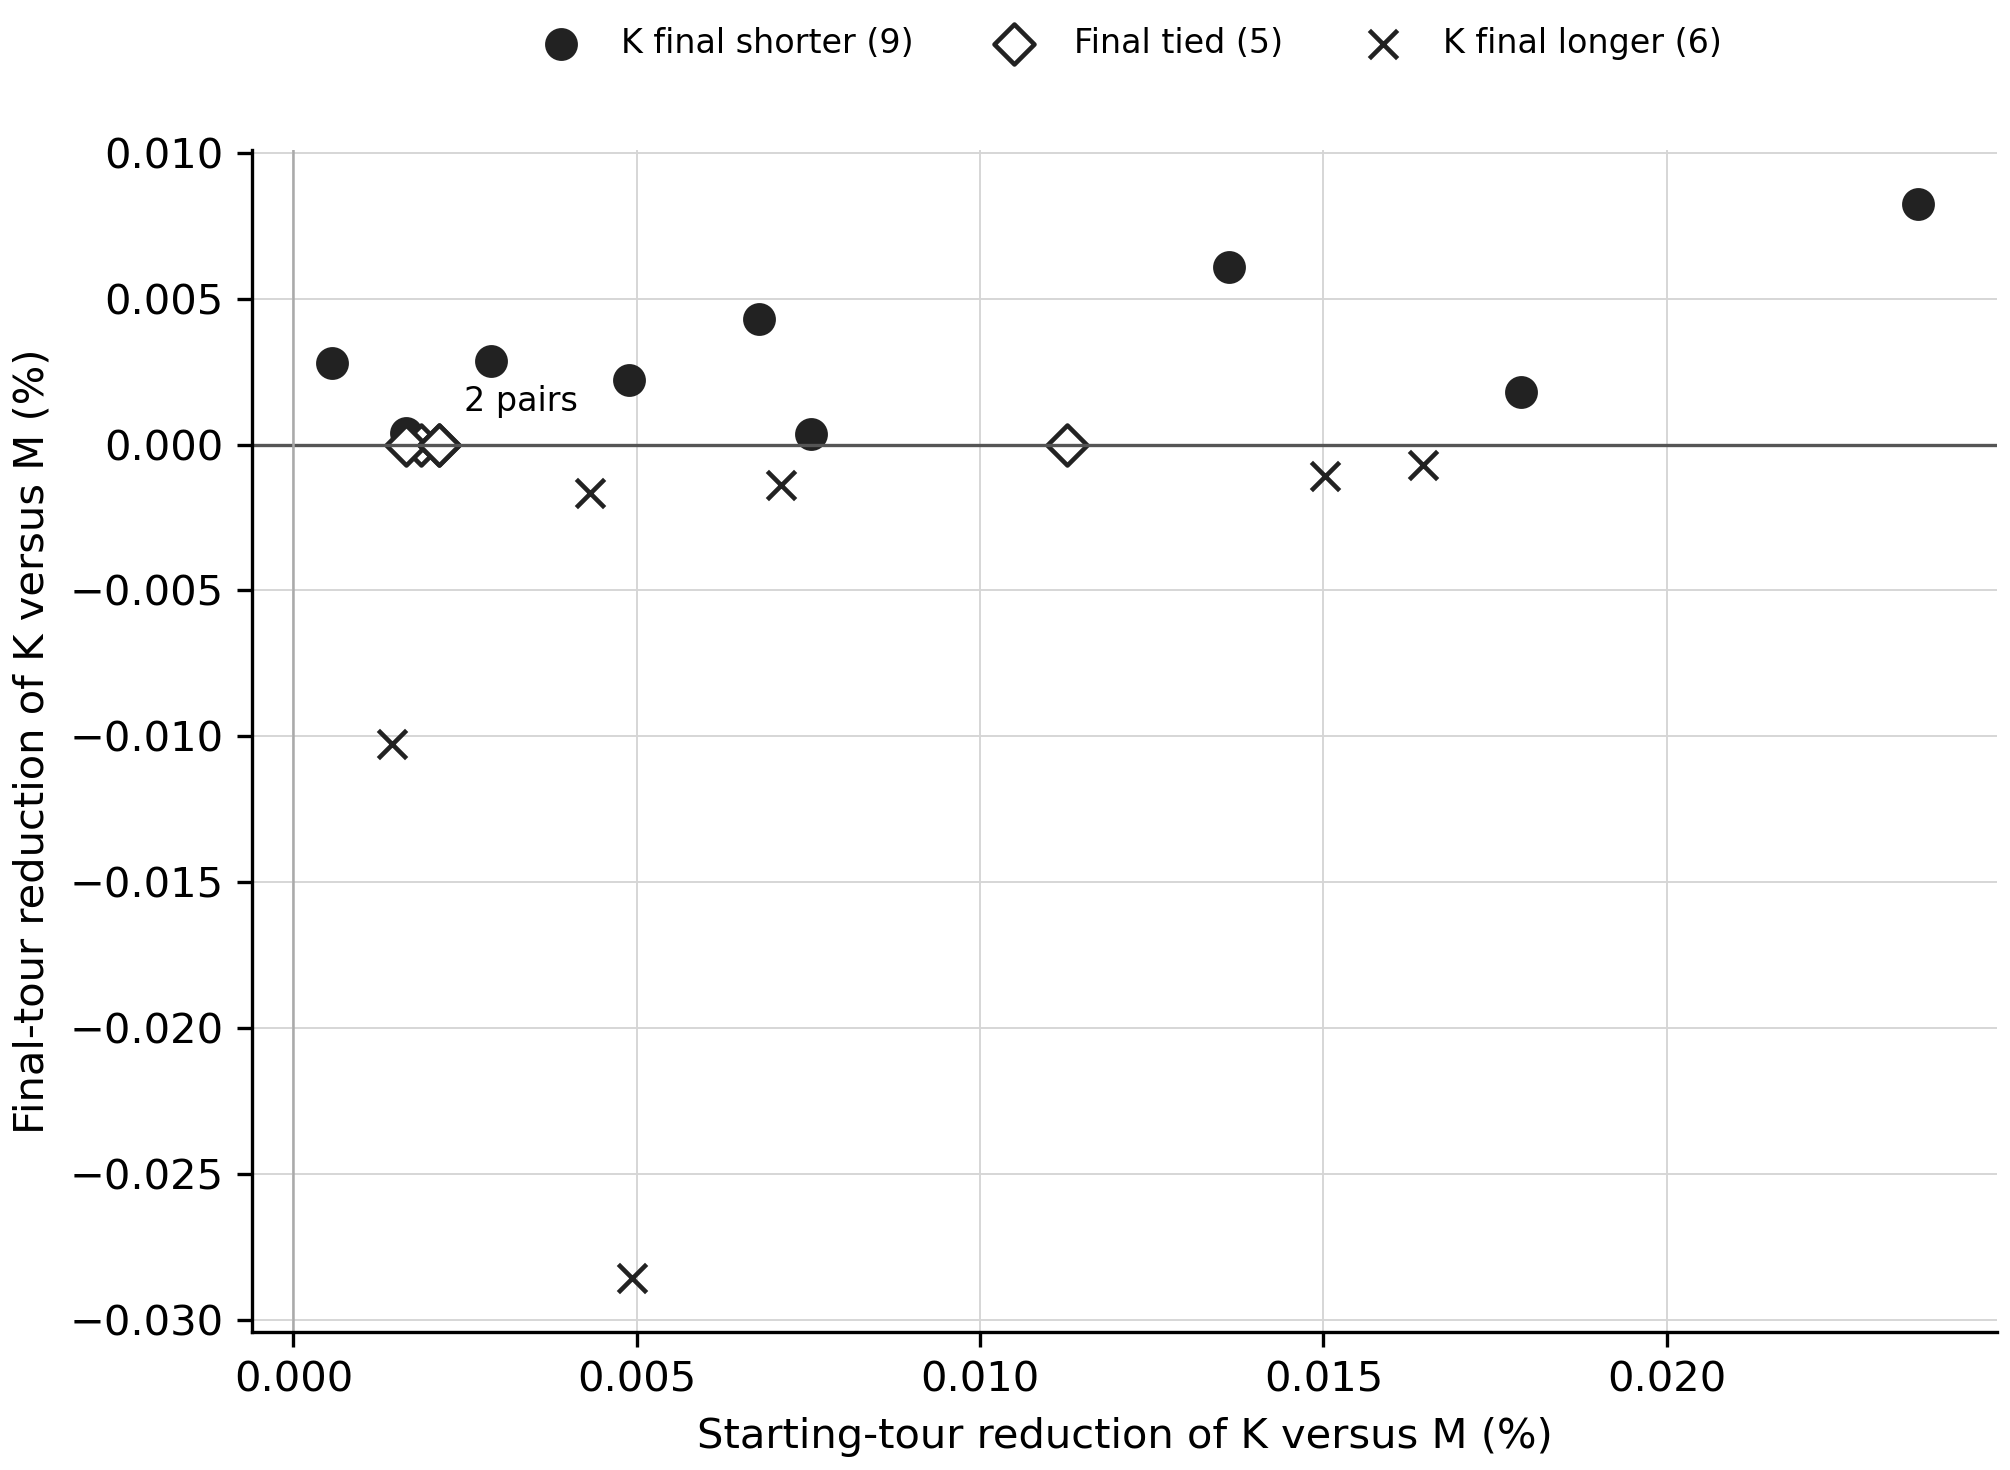 K final shorter (9)
Final tied (5)
K final longer (6)
Final-tour reduction of K versus M (%)
0.010
0.005
0.000
−0.005
−0.010
−0.015
−0.020
−0.025
−0.030
2 pairs
0.000
0.005
0.010
0.015
0.020
Starting-tour reduction of K versus M (%)